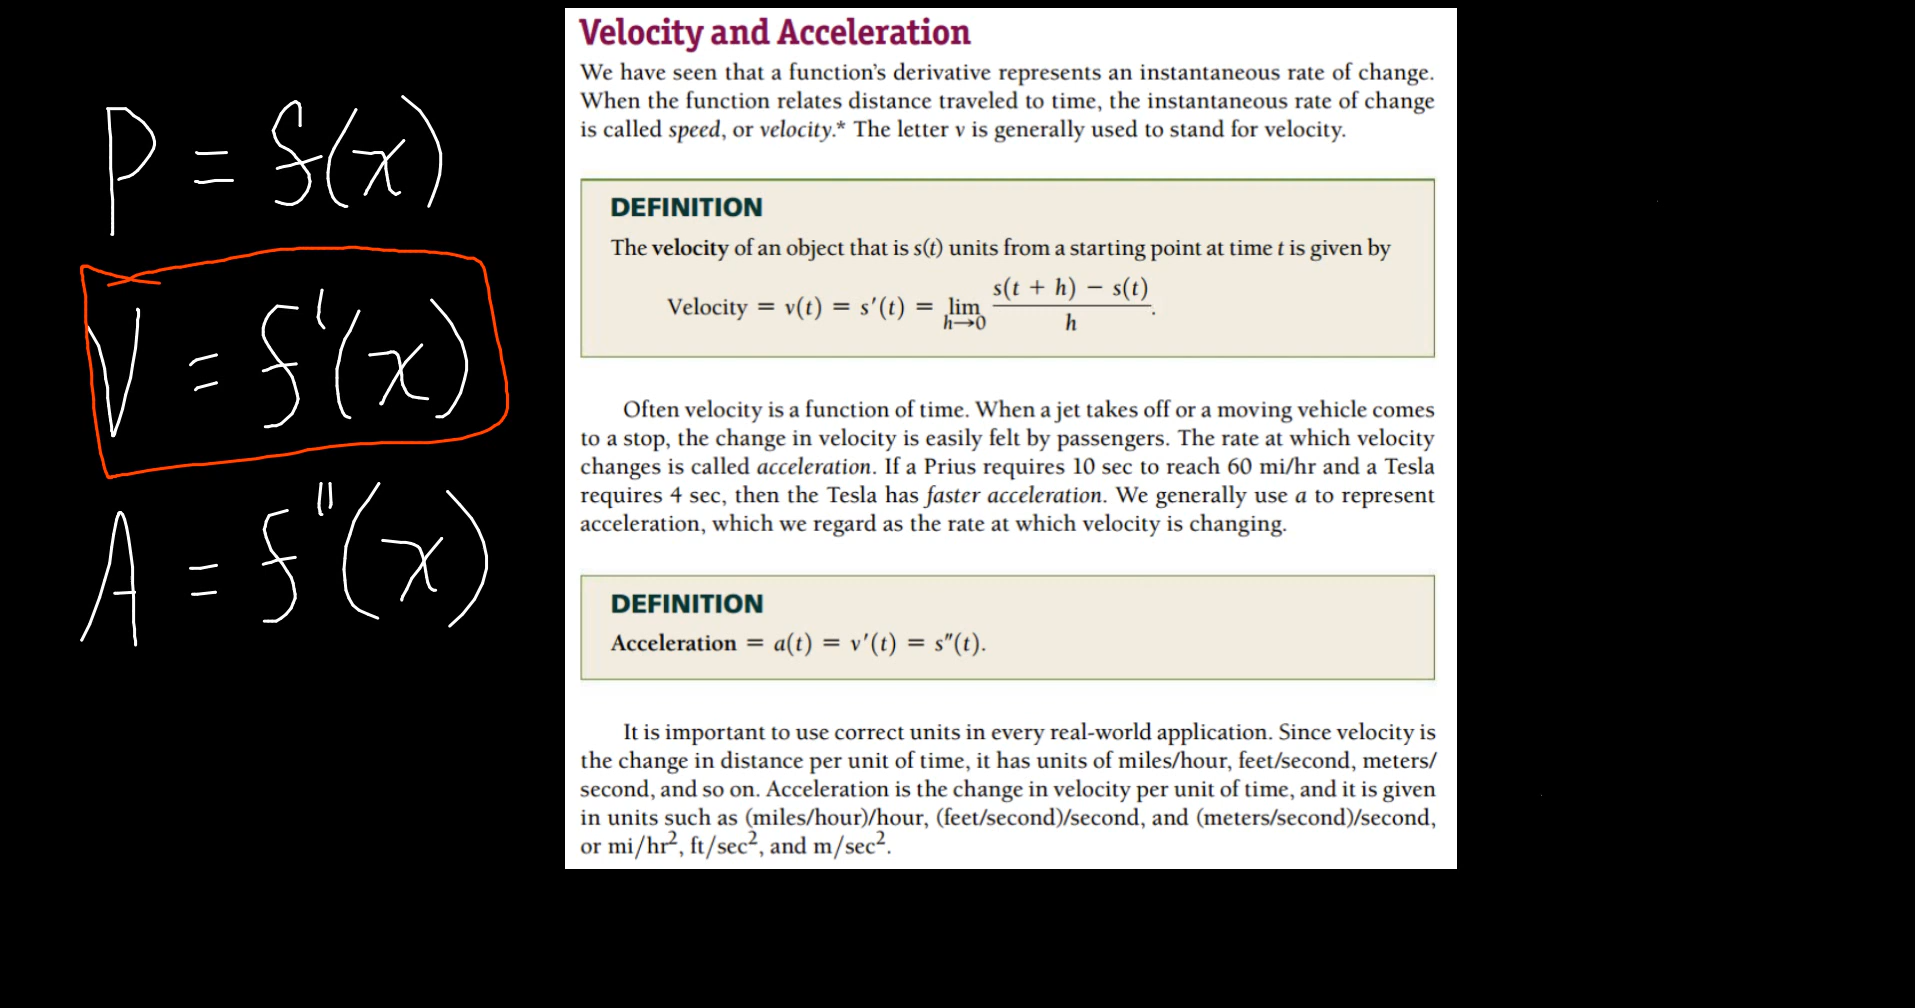 P = f(x)
V = f'(x)
A = f''(x)
Velocity and Acceleration
We have seen that a function's derivative represents an instantaneous rate of change.
When the function relates distance traveled to time, the instantaneous rate of change
is called speed, or velocity.* The letter v is generally used to stand for velocity.
DEFINITION
The velocity of an object that is s(t) units from a starting point at time t is given by
Velocity = v(t) = s′(t) = lim h→0 (s(t + h) − s(t))/h.
Often velocity is a function of time. When a jet takes off or a moving vehicle comes
to a stop, the change in velocity is easily felt by passengers. The rate at which velocity
changes is called acceleration. If a Prius requires 10 sec to reach 60 mi/hr and a Tesla
requires 4 sec, then the Tesla has faster acceleration. We generally use a to represent
acceleration, which we regard as the rate at which velocity is changing.
DEFINITION
Acceleration = a(t) = v′(t) = s″(t).
It is important to use correct units in every real-world application. Since velocity is
the change in distance per unit of time, it has units of miles/hour, feet/second, meters/
second, and so on. Acceleration is the change in velocity per unit of time, and it is given
in units such as (miles/hour)/hour, (feet/second)/second, and (meters/second)/second,
or mi/hr², ft/sec², and m/sec².